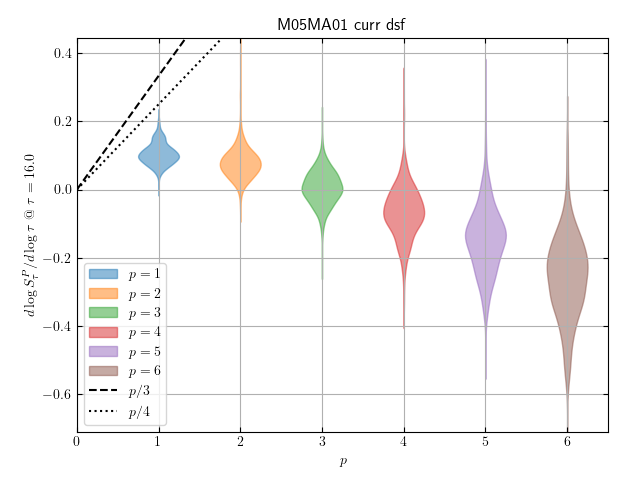 M05MA01 curr dsf
d log S_τ^P / d log τ @ τ = 16.0
0.4
0.2
0.0
−0.2
−0.4
−0.6
p = 1
p = 2
p = 3
p = 4
p = 5
p = 6
p/3
p/4
0 1 2 3 4 5 6
p